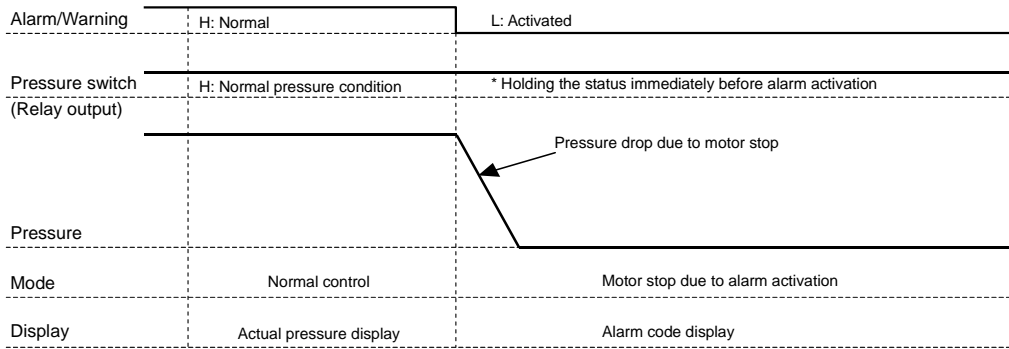 Alarm/Warning
H: Normal
L: Activated
Pressure switch
(Relay output)
H: Normal pressure condition
* Holding the status immediately before alarm activation
Pressure drop due to motor stop
Pressure
Mode
Normal control
Motor stop due to alarm activation
Display
Actual pressure display
Alarm code display